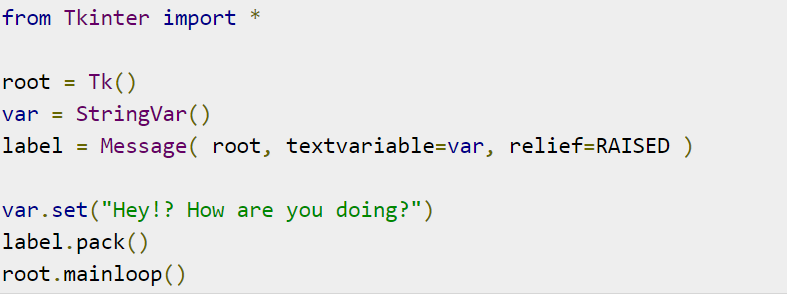 from Tkinter import *
root = Tk()
var = StringVar()
label = Message( root, textvariable=var, relief=RAISED )
var.set("Hey!? How are you doing?")
label.pack()
root.mainloop()